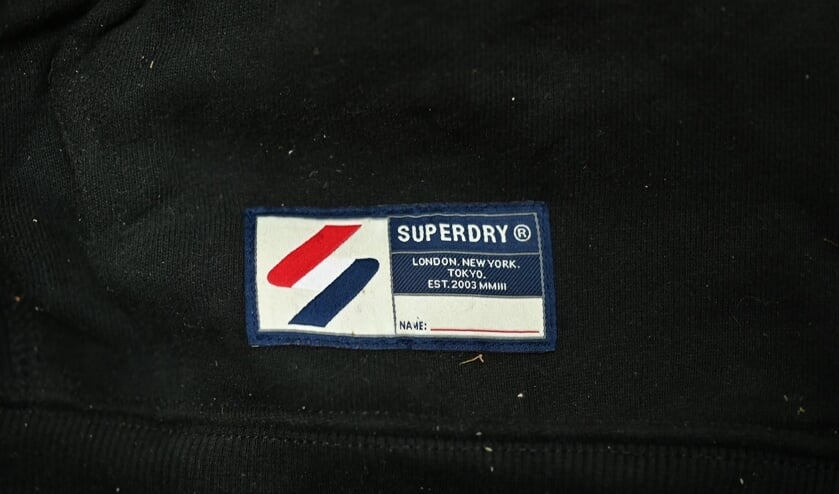 SUPERDRY®
LONDON. NEW YORK.
TOKYO.
EST. 2003 MMIII
NAME: